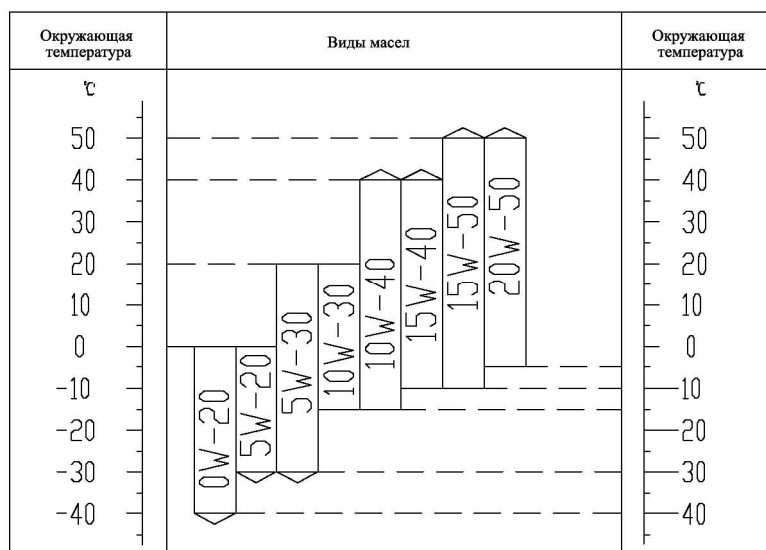 Окружающая
температура
Виды масел
Окружающая
температура
℃
℃
50
40
30
20
10
0
-10
-20
-30
-40
0W-20
5W-20
5W-30
10W-30
10W-40
15W-40
15W-50
20W-50
50
40
30
20
10
0
-10
-20
-30
-40